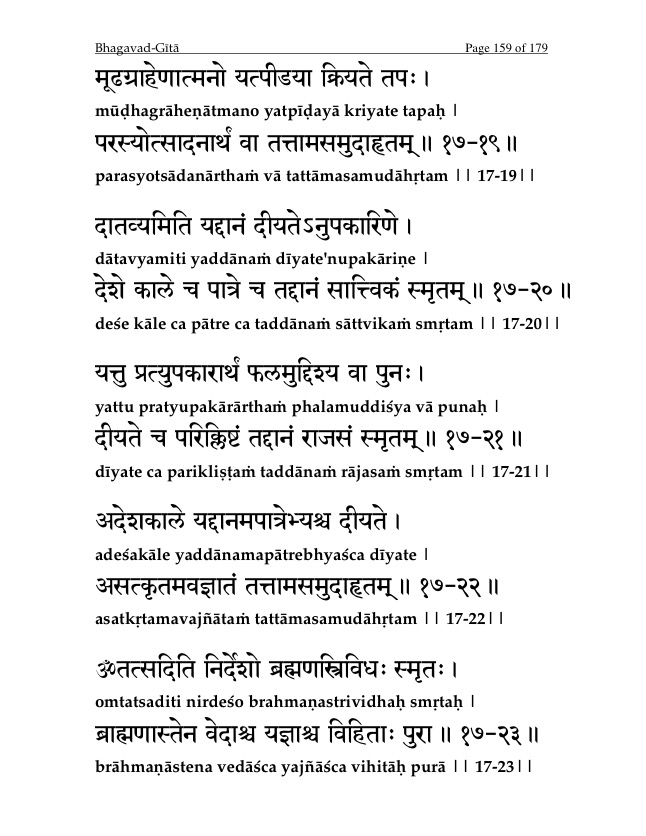 Bhagavad-Gītā Page 159 of 179
मूढग्राहेणात्मनो यत्पीडया क्रियते तपः।
mūḍhagrāheṇātmano yatpīḍayā kriyate tapaḥ |
परस्योत्सादनार्थं वा तत्तामसमुदाहृतम्॥ १७-१९॥
parasyotsādanārthaṁ vā tattāmasamudāhṛtam || 17-19||
दातव्यमिति यद्दानं दीयतेऽनुपकारिणे।
dātavyamiti yaddānaṁ dīyate'nupakāriṇe |
देशे काले च पात्रे च तद्दानं सात्त्विकं स्मृतम्॥ १७-२०॥
deśe kāle ca pātre ca taddānaṁ sāttvikaṁ smṛtam || 17-20||
यत्तु प्रत्युपकारार्थं फलमुद्दिश्य वा पुनः।
yattu pratyupakārārthaṁ phalamuddiśya vā punaḥ |
दीयते च परिक्लिष्टं तद्दानं राजसं स्मृतम्॥ १७-२१॥
dīyate ca parikliṣṭaṁ taddānaṁ rājasaṁ smṛtam || 17-21||
अदेशकाले यद्दानमपात्रेभ्यश्च दीयते।
adeśakāle yaddānamapātrebhyaśca dīyate |
असत्कृतमवज्ञातं तत्तामसमुदाहृतम्॥ १७-२२॥
asatkṛtamavajñātaṁ tattāmasamudāhṛtam || 17-22||
ॐतत्सदिति निर्देशो ब्रह्मणस्त्रिविधः स्मृतः।
omtatsaditi nirdeśo brahmaṇastrividhaḥ smṛtaḥ |
ब्राह्मणास्तेन वेदाश्च यज्ञाश्च विहिताः पुरा॥ १७-२३॥
brāhmaṇāstena vedāśca yajñāśca vihitāḥ purā || 17-23||